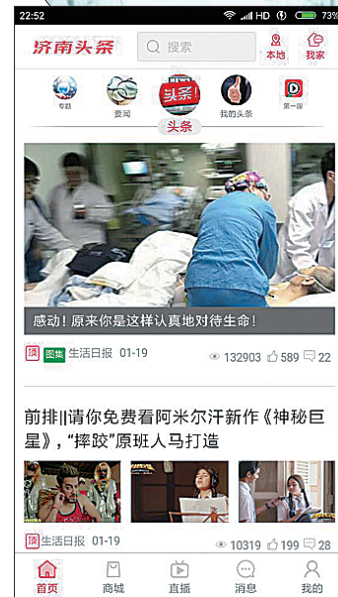 22:52 HD 73%
济南头条 搜索 本地 我家
专题 要闻 头条! 我的头条 第一眼
头条
感动！原来你是这样认真地对待生命！
顶 图集 生活日报 01-19 132903 589 22
前排||请你免费看阿米尔汗新作《神秘巨
星》，“摔跤”原班人马打造
顶 生活日报 01-19 10319 199 28
首页 商城 直播 消息 我的